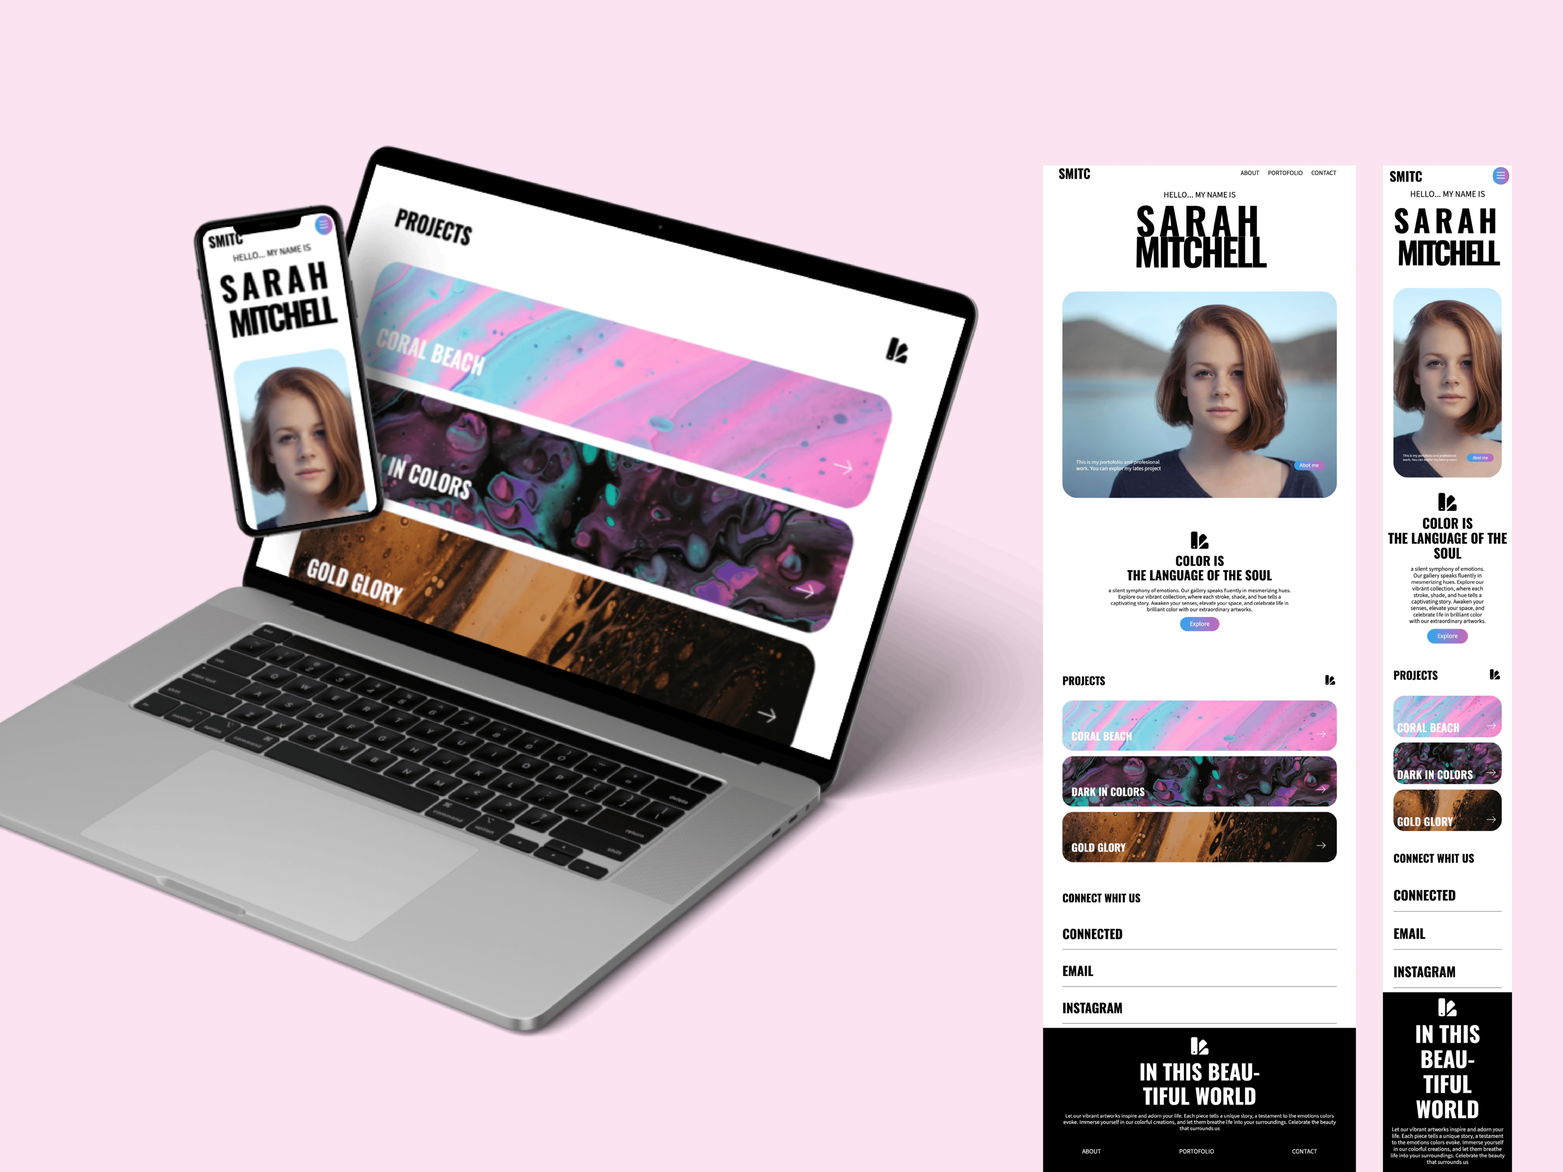 SMITC
HELLO... MY NAME IS
SARAH
MITCHELL
PROJECTS
CORAL BEACH
IN COLORS
GOLD GLORY
SMITC
ABOUT PORTOFOLIO CONTACT
HELLO... MY NAME IS
SARAH
MITCHELL
This is my portofolio and profesional
work. You can explor my lates project
Abot me
COLOR IS
THE LANGUAGE OF THE SOUL
a silent symphony of emotions. Our gallery speaks fluently in mesmerizing hues.
Explore our vibrant collection, where each stroke, shade, and hue tells a
captivating story. Awaken your senses, elevate your space, and celebrate life in
brilliant color with our extraordinary artworks.
Explore
PROJECTS
CORAL BEACH
DARK IN COLORS
GOLD GLORY
CONNECT WHIT US
CONNECTED
EMAIL
INSTAGRAM
IN THIS BEAU-
TIFUL WORLD
Let our vibrant artworks inspire and adorn your life. Each piece tells a unique story, a testament to the emotions colors
evoke. Immerse yourself in our colorful creations, and let them breathe life into your surroundings. Celebrate the beauty
that surrounds us
ABOUT PORTOFOLIO CONTACT
SMITC
HELLO... MY NAME IS
SARAH
MITCHELL
This is my portofolio and profesional
work. You can explor my lates project
Abot me
COLOR IS
THE LANGUAGE OF THE
SOUL
a silent symphony of emotions.
Our gallery speaks fluently in
mesmerizing hues. Explore our
vibrant collection, where each
stroke, shade, and hue tells a
captivating story. Awaken your
senses, elevate your space, and
celebrate life in brilliant color
with our extraordinary artworks.
Explore
PROJECTS
CORAL BEACH
DARK IN COLORS
GOLD GLORY
CONNECT WHIT US
CONNECTED
EMAIL
INSTAGRAM
IN THIS
BEAU-
TIFUL
WORLD
Let our vibrant artworks inspire and adorn your
life. Each piece tells a unique story, a testament
to the emotions colors evoke. Immerse yourself
in our colorful creations, and let them breathe
life into your surroundings. Celebrate the beauty
that surrounds us